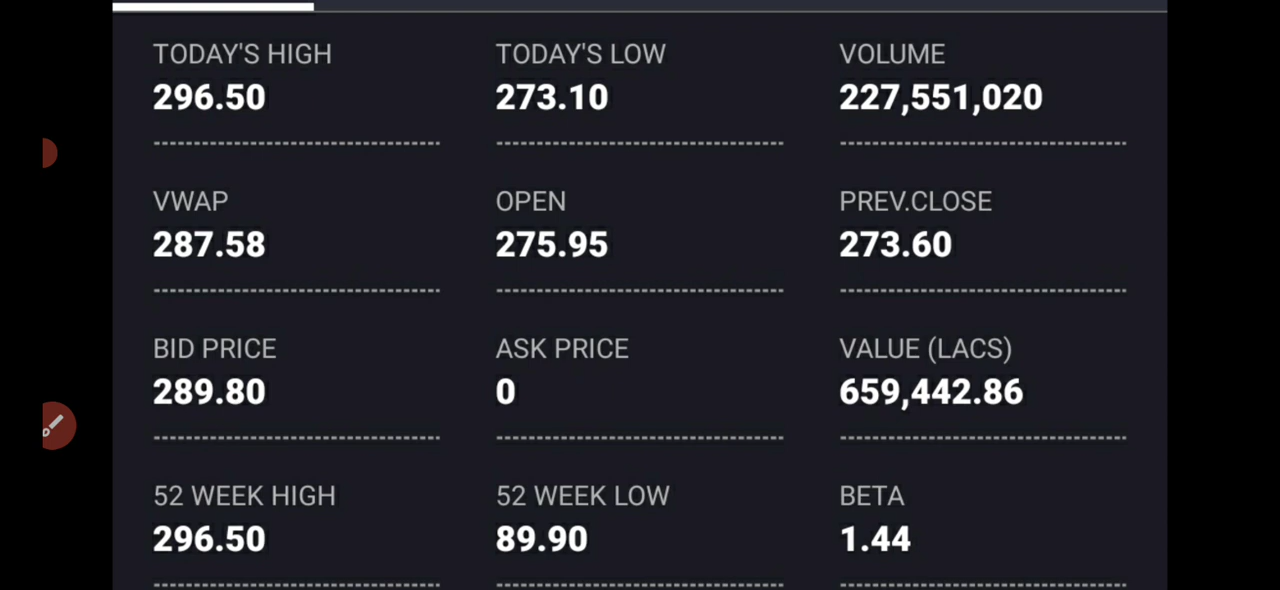 TODAY'S HIGH TODAY'S LOW VOLUME
296.50 273.10 227,551,020
VWAP OPEN PREV.CLOSE
287.58 275.95 273.60
BID PRICE ASK PRICE VALUE (LACS)
289.80 0 659,442.86
52 WEEK HIGH 52 WEEK LOW BETA
296.50 89.90 1.44